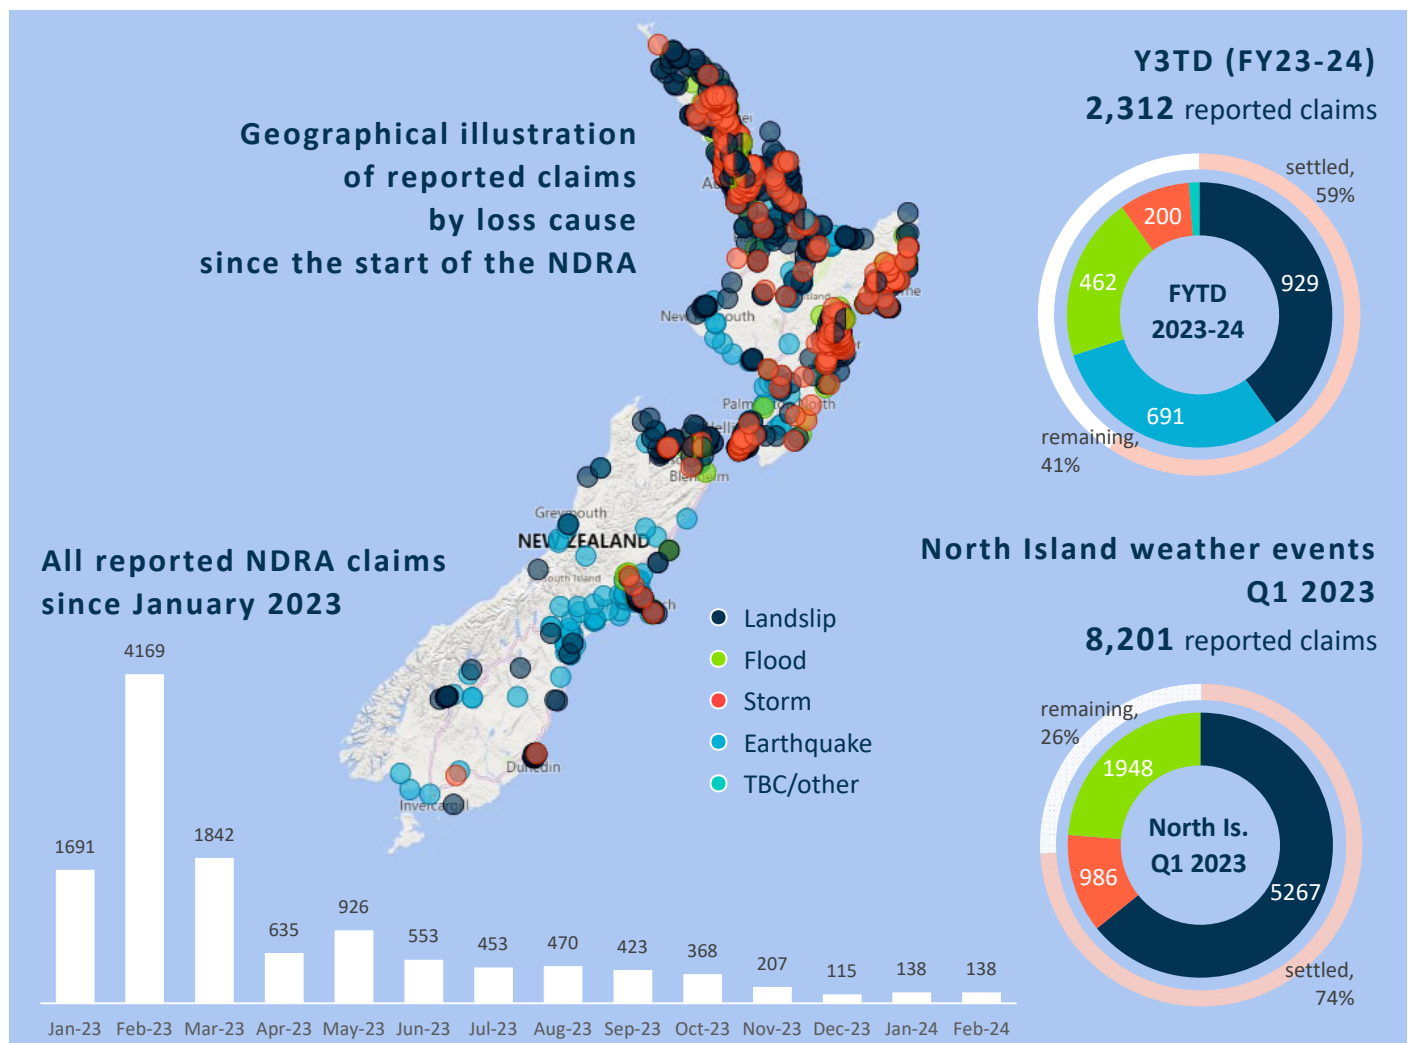 Geographical illustration
of reported claims
by loss cause
since the start of the NDRA
Y3TD (FY23-24)
2,312 reported claims
settled,
59%
200
462
929
691
FYTD
2023-24
remaining,
41%
Palm
North
Blenheim
Greymouth
NEW ZEALAND
South Island
Dunedin
Invercargill
Landslip
Flood
Storm
Earthquake
TBC/other
North Island weather events
Q1 2023
8,201 reported claims
remaining,
26%
1948
986
5267
North Is.
Q1 2023
settled,
74%
All reported NDRA claims
since January 2023
1691
4169
1842
635
926
553
453
470
423
368
207
115
138
138
Jan-23 Feb-23 Mar-23 Apr-23 May-23 Jun-23 Jul-23 Aug-23 Sep-23 Oct-23 Nov-23 Dec-23 Jan-24 Feb-24